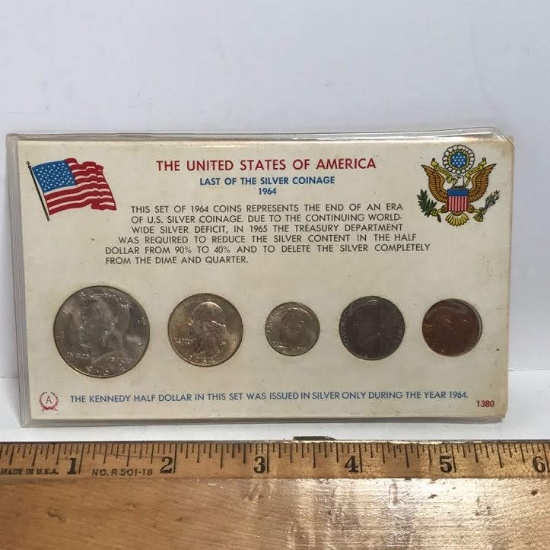 THE UNITED STATES OF AMERICA
LAST OF THE SILVER COINAGE
1964
THIS SET OF 1964 COINS REPRESENTS THE END OF AN ERA
OF U.S. SILVER COINAGE. DUE TO THE CONTINUING WORLD-
WIDE SILVER DEFICIT, IN 1965 THE TREASURY DEPARTMENT
WAS REQUIRED TO REDUCE THE SILVER CONTENT IN THE HALF
DOLLAR FROM 90% TO 40% AND TO DELETE THE SILVER COMPLETELY
FROM THE DIME AND QUARTER.
A
THE KENNEDY HALF DOLLAR IN THIS SET WAS ISSUED IN SILVER ONLY DURING THE YEAR 1964.
1380
1 2 3 4 5 6
MADE IN U.S.A. NO. R 501-18